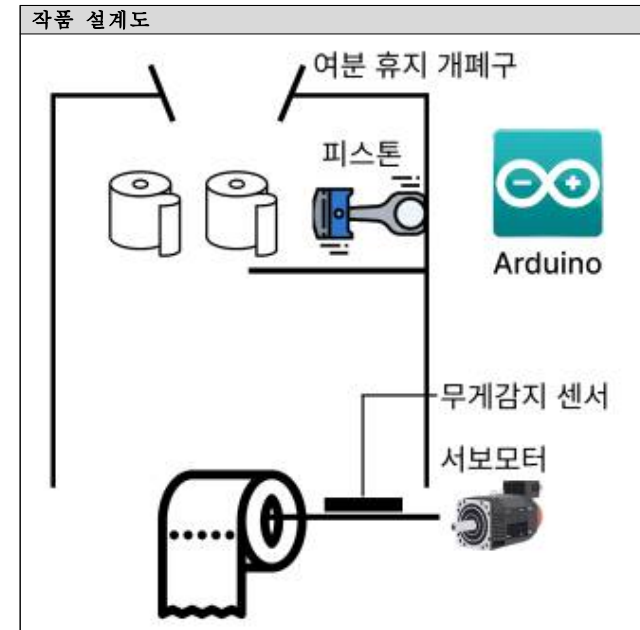 작품 설계도
여분 휴지 개폐구
피스톤
Arduino
무게감지 센서
서보모터